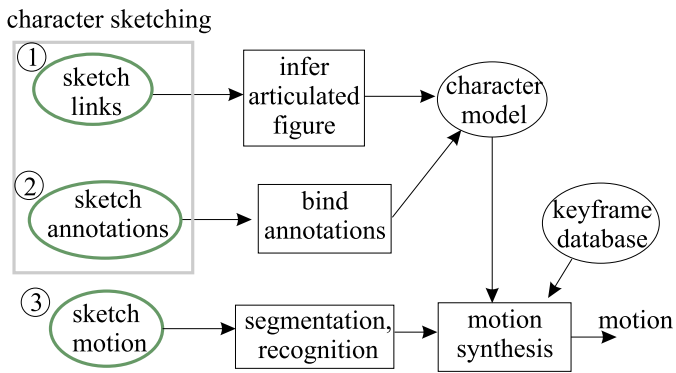 character sketching
1
sketch
links
infer
articulated
figure
character
model
2
sketch
annotations
bind
annotations
keyframe
database
3
sketch
motion
segmentation,
recognition
motion
synthesis
motion